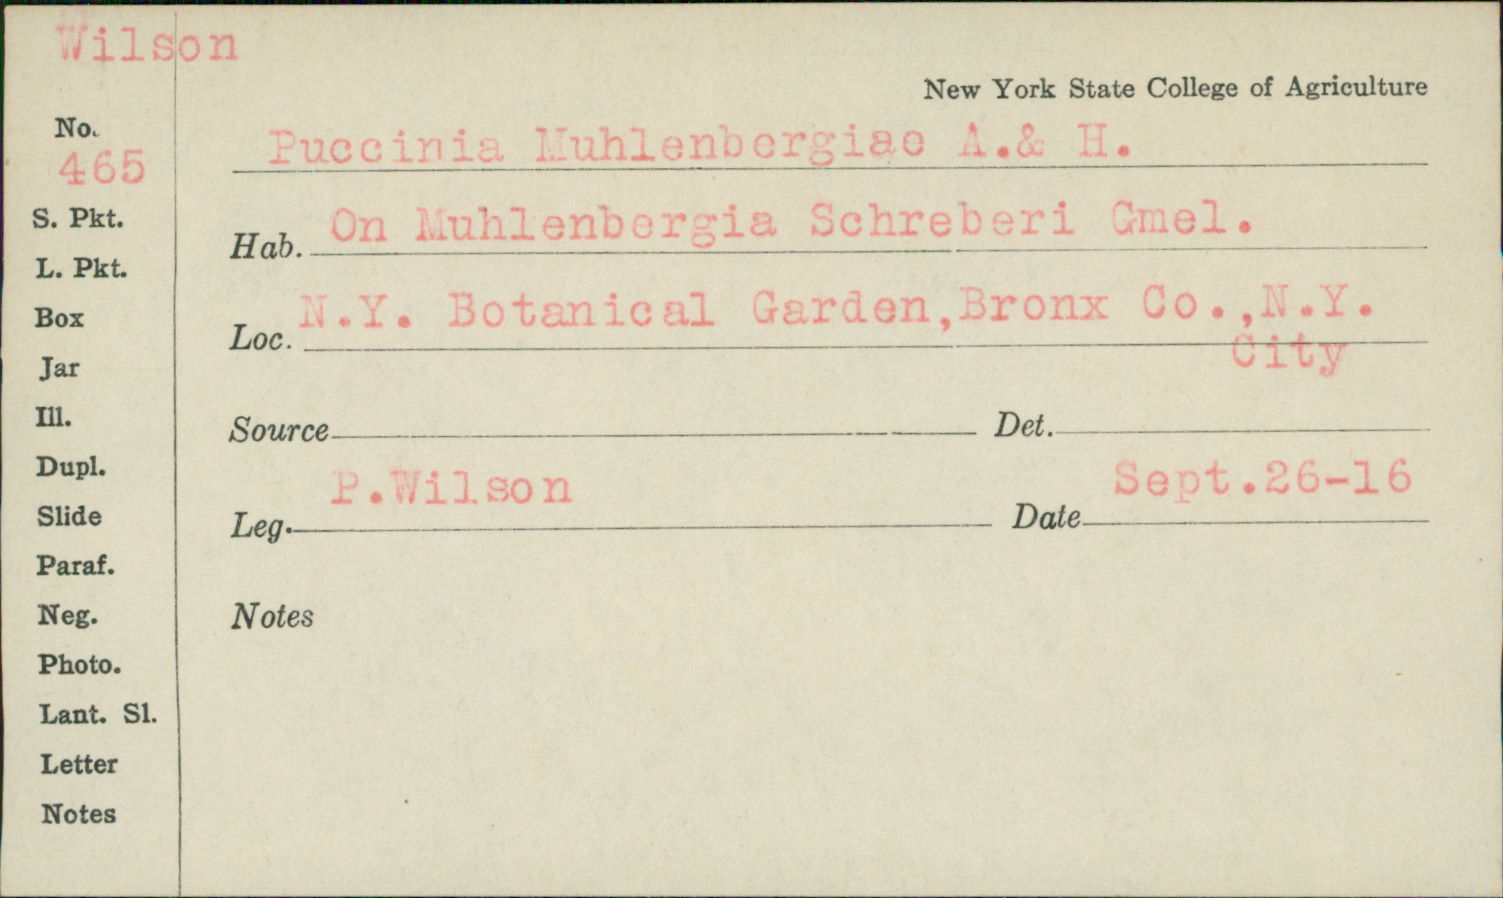 Wilson
New York State College of Agriculture
No.
465
Puccinia Muhlenbergiae A.& H.
S. Pkt.
Hab. On Muhlenbergia Schreberi Gmel.
L. Pkt.
Box
Loc. N.Y. Botanical Garden,Bronx Co.,N.Y.
City
Jar
Ill.
Source Det.
Dupl.
Slide
Leg. P.Wilson Date Sept.26-16
Paraf.
Neg.
Notes
Photo.
Lant. Sl.
Letter
Notes